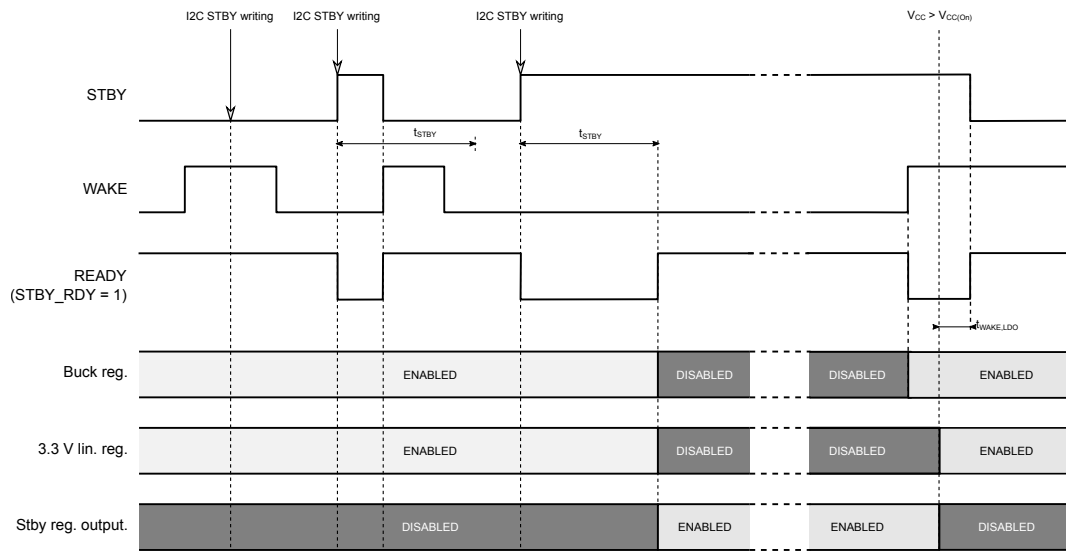 I2C STBY writing
I2C STBY writing
I2C STBY writing
VCC > VCC(On)
STBY
tSTBY
tSTBY
WAKE
READY
(STBY_RDY = 1)
tWAKE,LDO
Buck reg.
ENABLED
DISABLED
DISABLED
ENABLED
3.3 V lin. reg.
ENABLED
DISABLED
DISABLED
ENABLED
Stby reg. output.
DISABLED
ENABLED
ENABLED
DISABLED